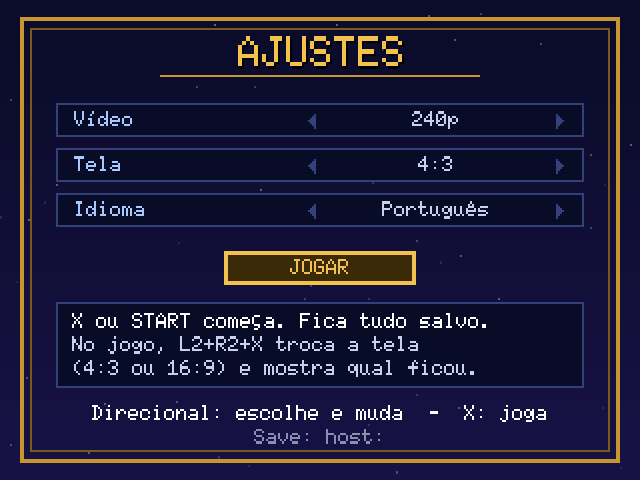 AJUSTES
Vídeo 240p
Tela 4:3
Idioma Português
JOGAR
X ou START começa. Fica tudo salvo.
No jogo, L2+R2+X troca a tela
(4:3 ou 16:9) e mostra qual ficou.
Direcional: escolhe e muda - X: joga
Save: host: